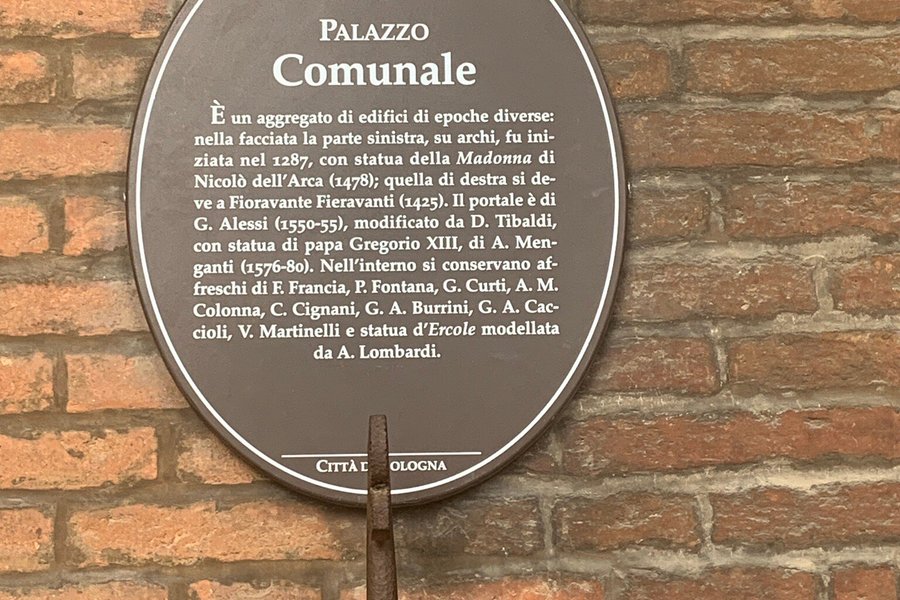 PALAZZO
Comunale
È un aggregato di edifici di epoche diverse:
nella facciata la parte sinistra, su archi, fu ini-
ziata nel 1287, con statua della Madonna di
Nicolò dell'Arca (1478); quella di destra si de-
ve a Fioravante Fieravanti (1425). Il portale è di
G. Alessi (1550-55), modificato da D. Tibaldi,
con statua di papa Gregorio XIII, di A. Men-
ganti (1576-80). Nell'interno si conservano af-
freschi di F. Francia, P. Fontana, G. Curti, A. M.
Colonna, C. Cignani, G. A. Burrini, G. A. Cac-
cioli, V. Martinelli e statua d'Ercole modellata
da A. Lombardi.
CITTÀ